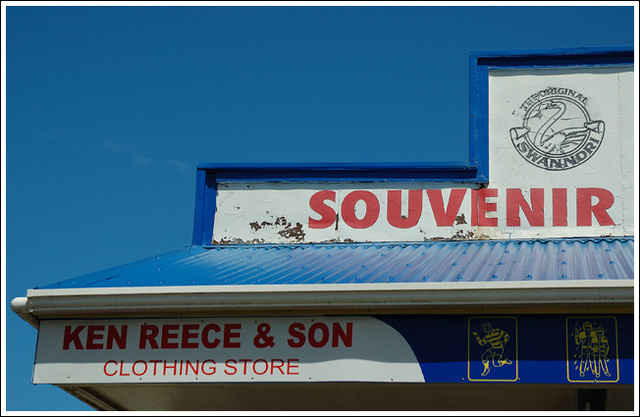 THE ORIGINAL
SWANNDRI
SOUVENIR
KEN REECE & SON
CLOTHING STORE